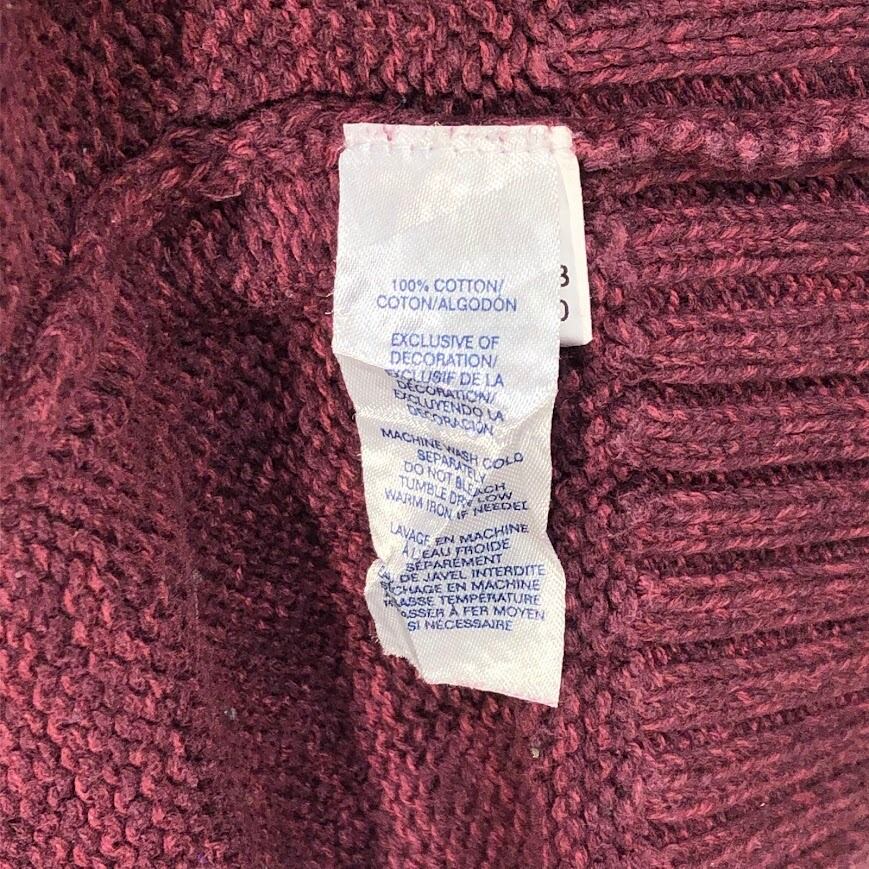 100% COTTON/
COTON/ALGODÓN
EXCLUSIVE OF
DECORATION/
EXCLUSIF DE LA
DÉCORATION/
EXCLUYENDO LA
DECORACIÓN
MACHINE WASH COLD
SEPARATELY
DO NOT BLEACH
TUMBLE DRY LOW
WARM IRON, IF NEEDED
LAVAGE EN MACHINE
À L'EAU FROIDE
SÉPARÉMENT
DE JAVEL INTERDITE
SÉCHAGE EN MACHINE
BASSE TEMPÉRATURE
PASSER À FER MOYEN
SI NÉCESSAIRE